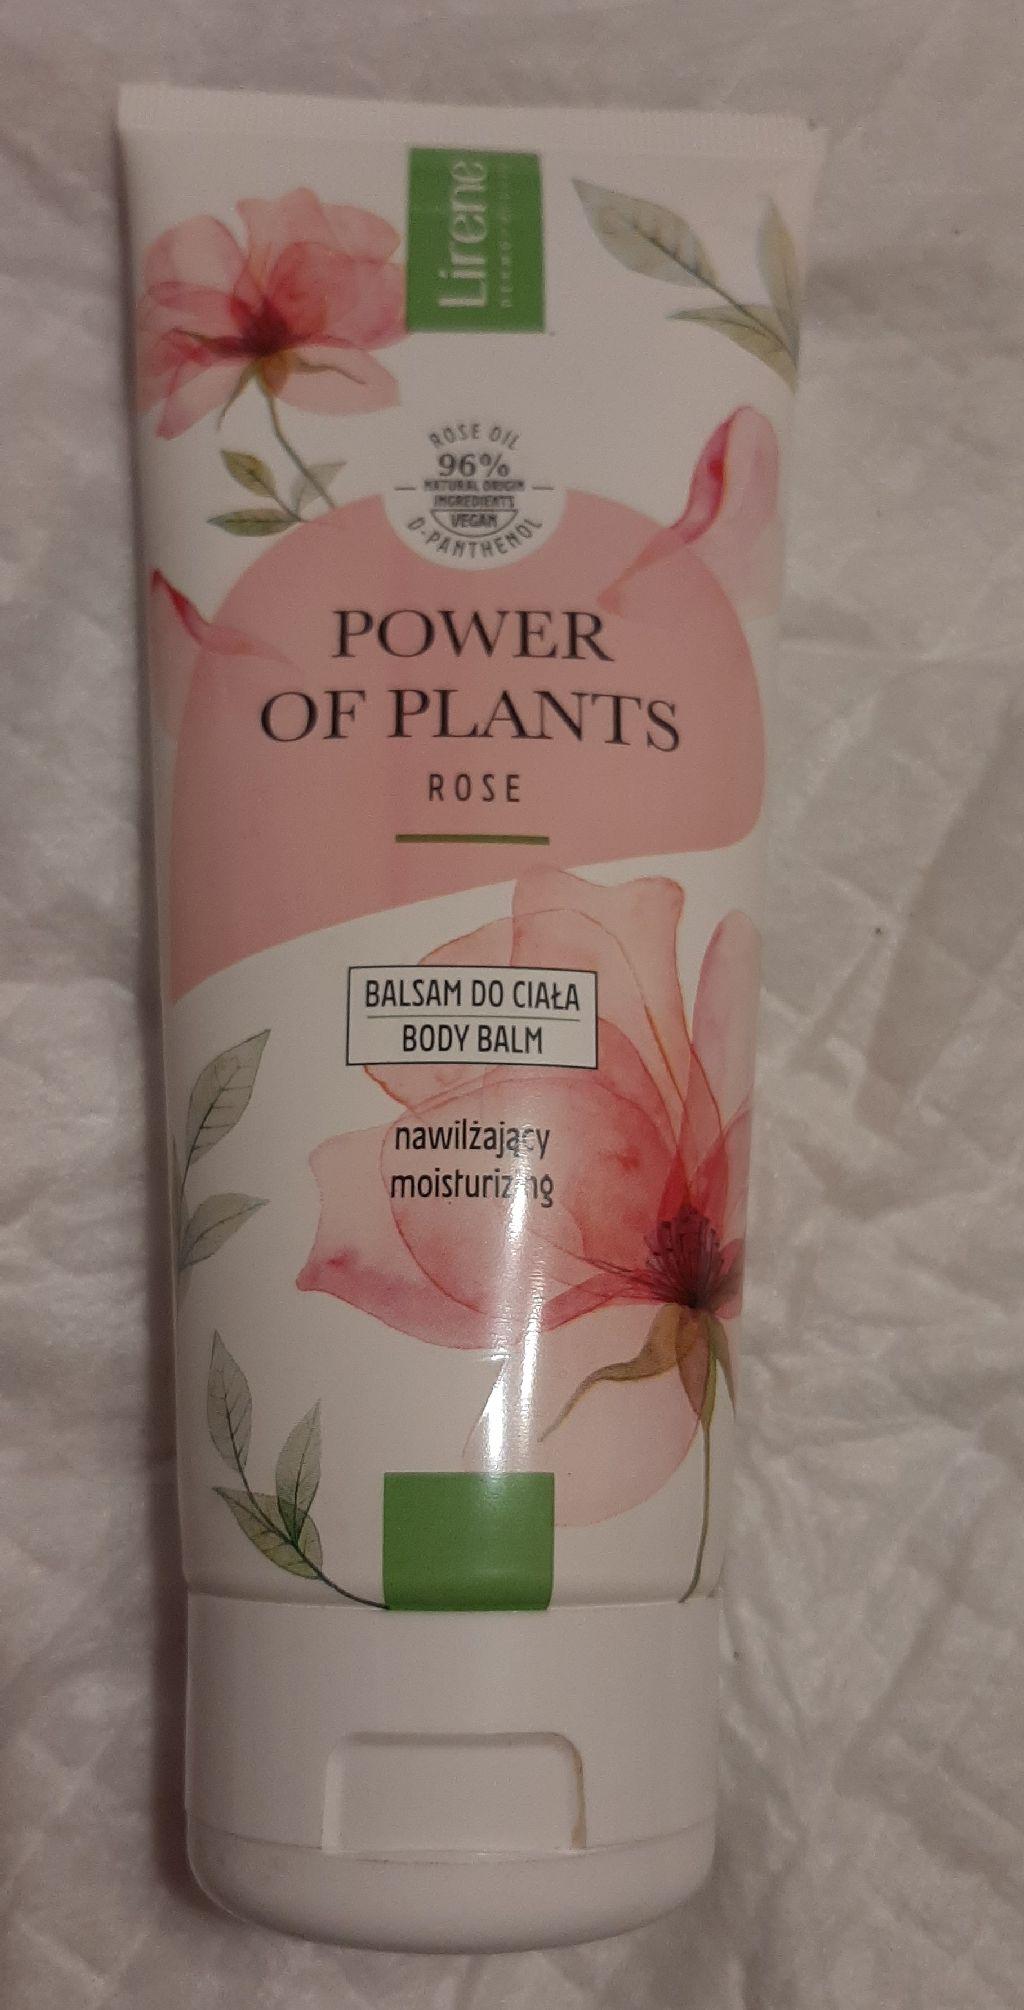 Lirene
ROSE OIL
96%
NATURAL ORIGIN
INGREDIENTS
VEGAN
D-PANTHENOL
POWER
OF PLANTS
ROSE
BALSAM DO CIAŁA
BODY BALM
nawilżający
moisturizing